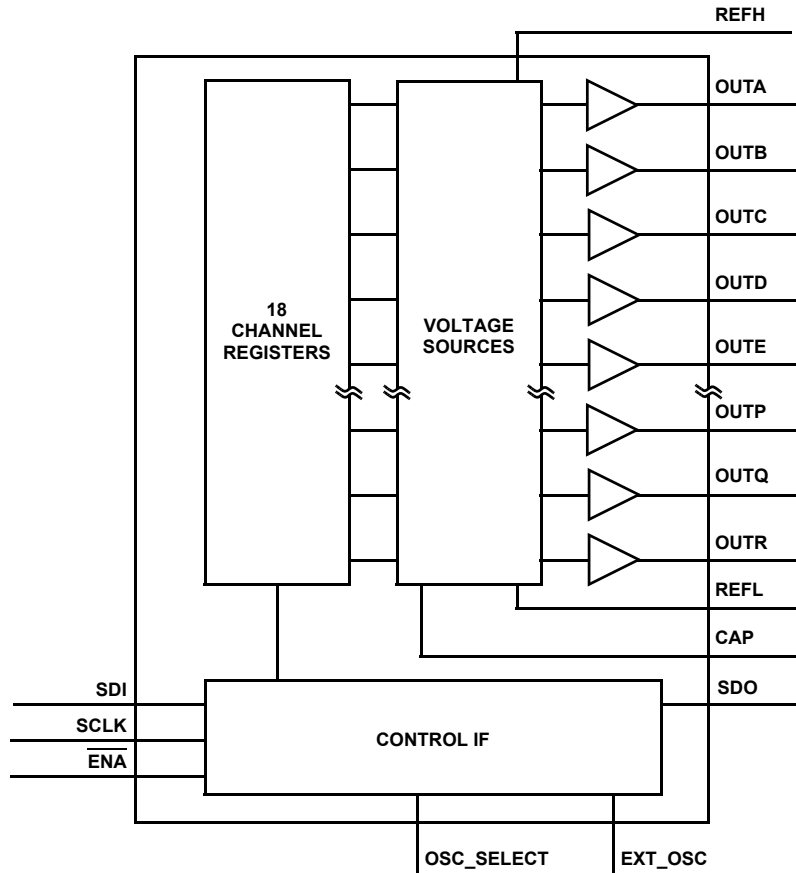 REFH
OUTA
OUTB
OUTC
OUTD
18
CHANNEL
REGISTERS
VOLTAGE
SOURCES
OUTE
OUTP
OUTQ
OUTR
REFL
CAP
SDI
SDO
SCLK
CONTROL IF
ENA
OSC_SELECT
EXT_OSC